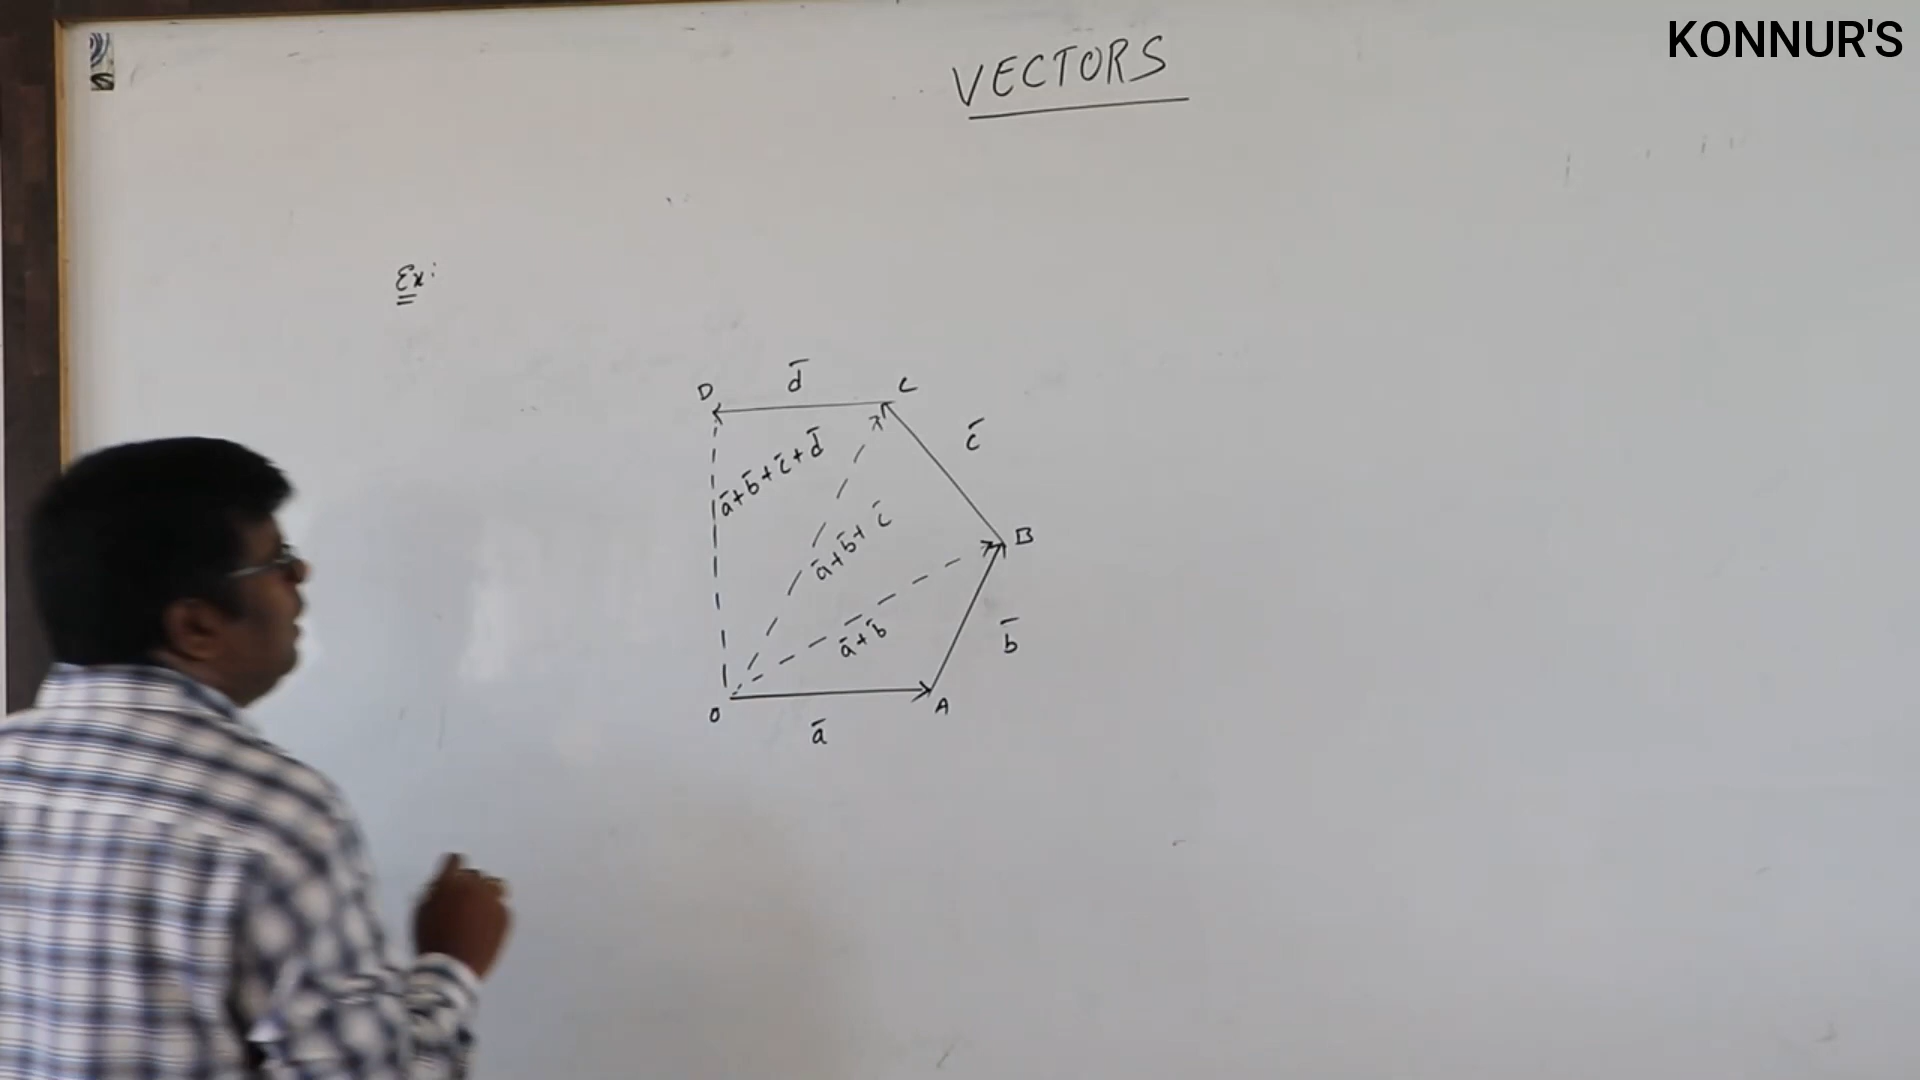 KONNUR'S
VECTORS
Ex:
D
d̅
C
c̅
a̅+b̅+c̅+d̅
a̅+b̅+c̅
B
a̅+b̅
b̅
O
A
a̅